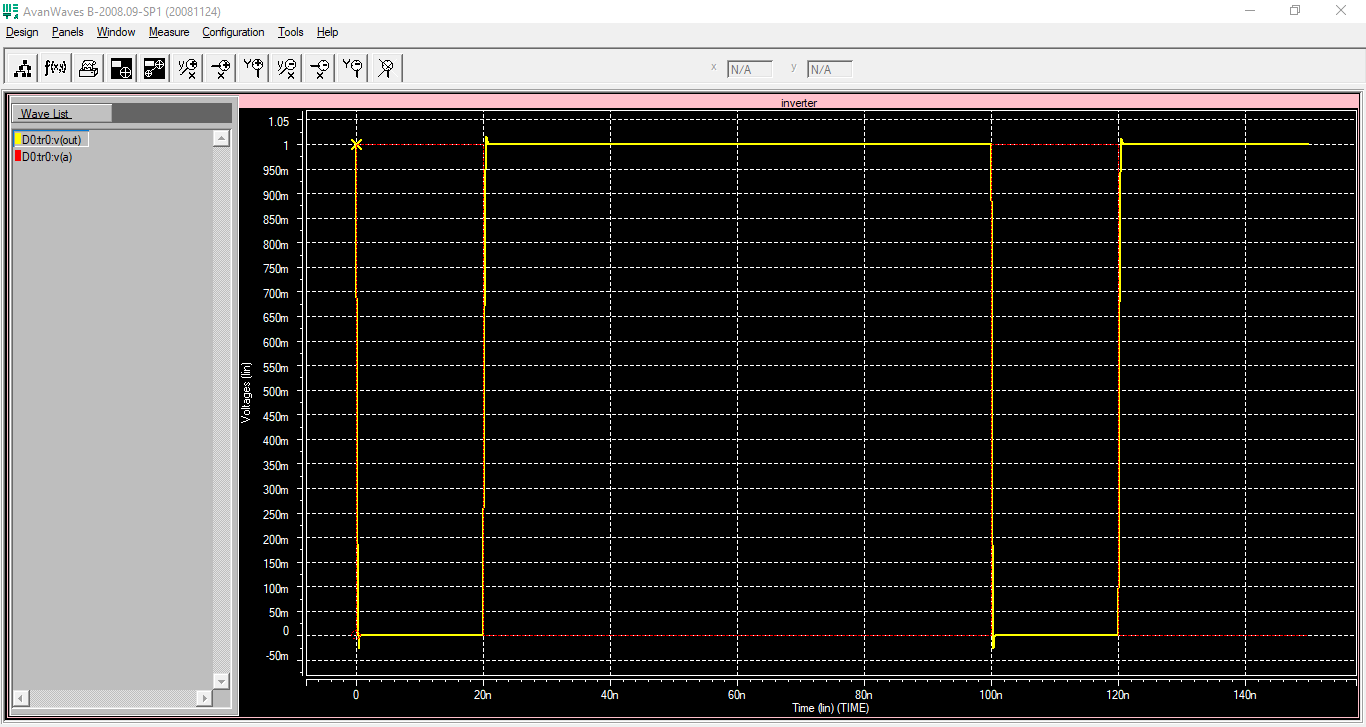 AvanWaves B-2008.09-SP1 (20081124)
Design Panels Window Measure Configuration Tools Help
f(x) x N/A y N/A
Wave List
D0:tr0:v(out)
D0:tr0:v(a)
inverter
1.05
1
950m
900m
850m
800m
750m
700m
650m
600m
550m
500m
450m
400m
350m
300m
250m
200m
150m
100m
50m
0
-50m
Voltages (lin)
0 20n 40n 60n 80n 100n 120n 140n
Time (lin) (TIME)